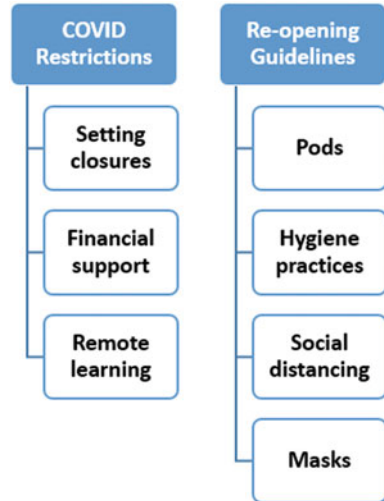 COVID
Restrictions
Setting
closures
Financial
support
Remote
learning
Re-opening
Guidelines
Pods
Hygiene
practices
Social
distancing
Masks